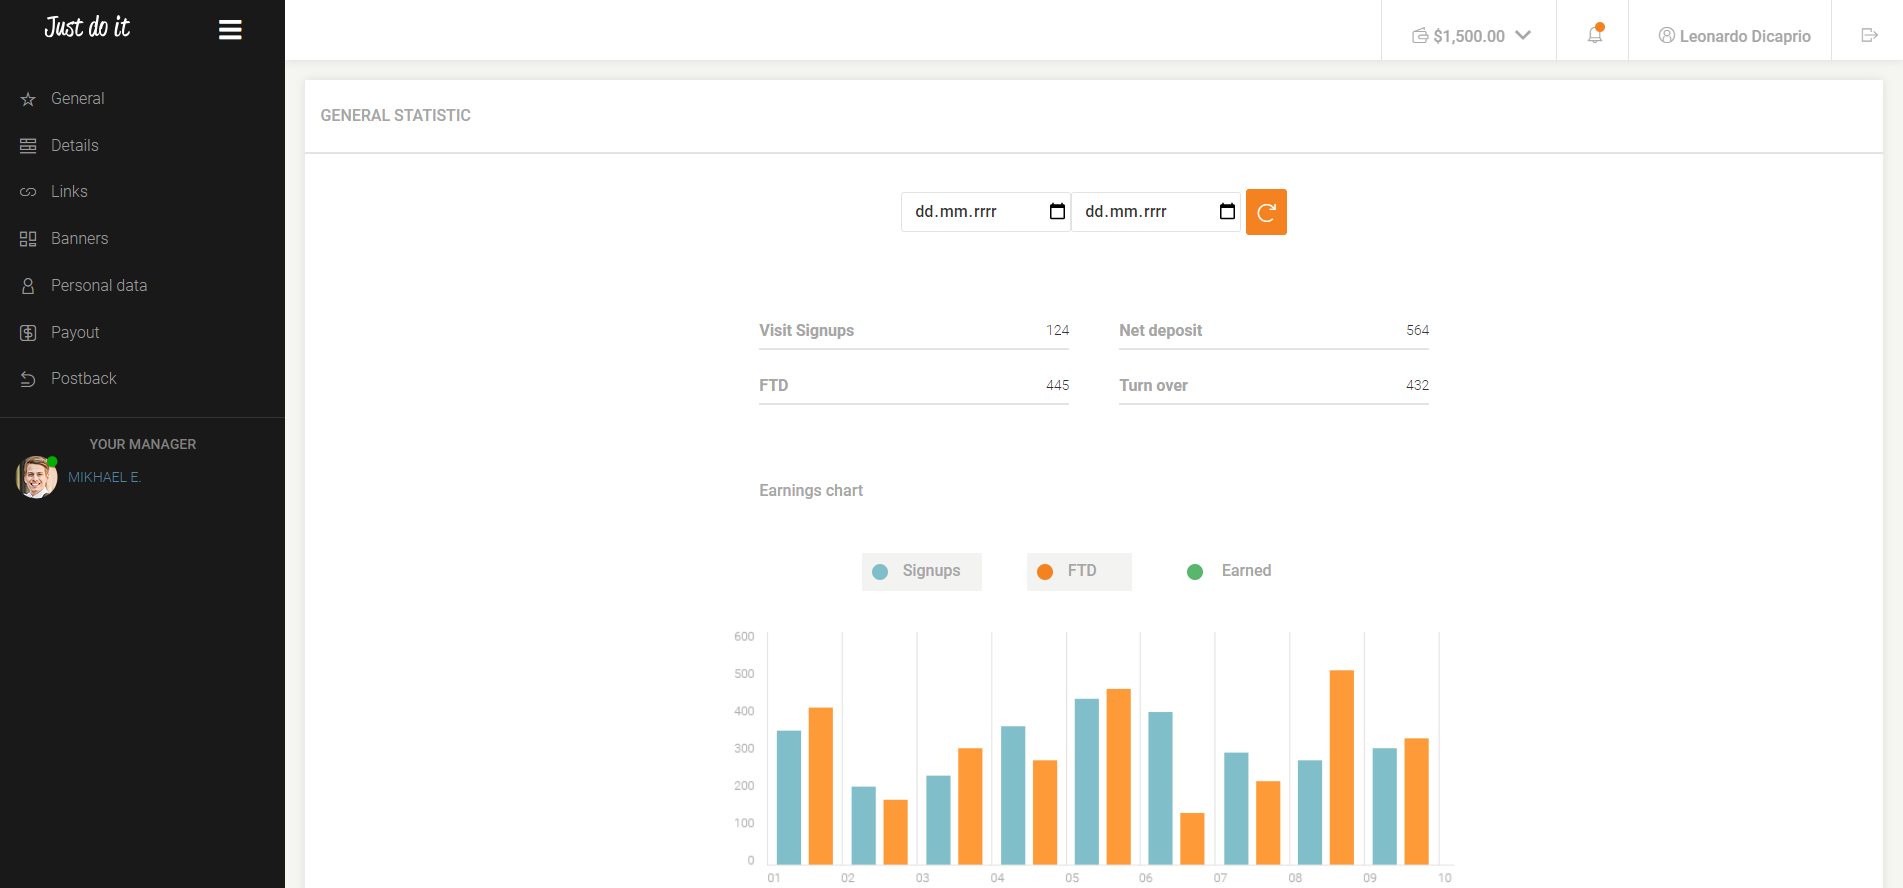 Just do it
$1,500.00
Leonardo Dicaprio
General
Details
Links
Banners
Personal data
Payout
Postback
YOUR MANAGER
MIKHAEL E.
GENERAL STATISTIC
dd.mm.rrrr dd.mm.rrrr
Visit Signups 124 Net deposit 564
FTD 445 Turn over 432
Earnings chart
Signups FTD Earned
600
500
400
300
200
100
0
01 02 03 04 05 06 07 08 09 10